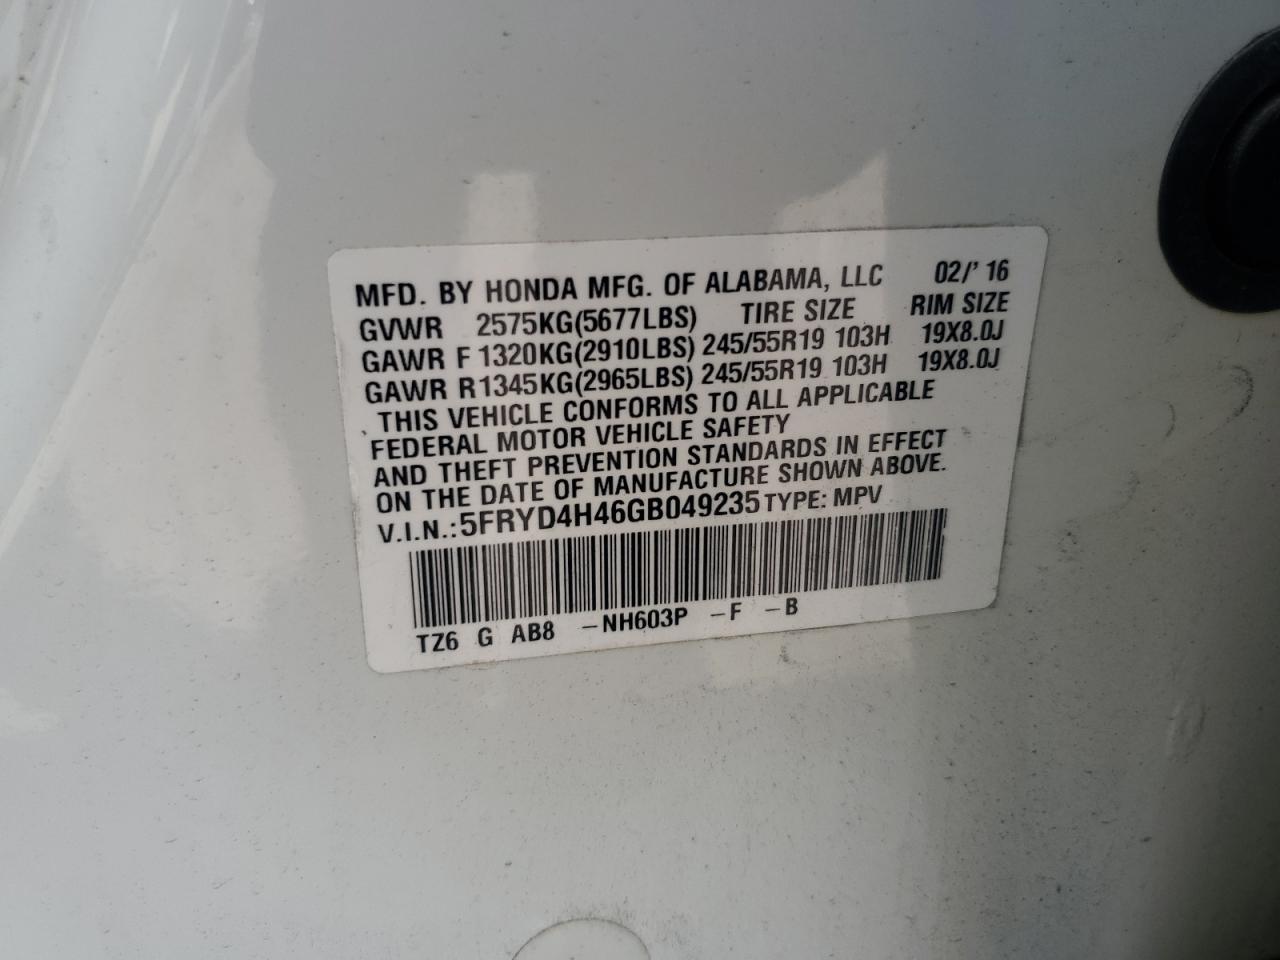 MFD. BY HONDA MFG. OF ALABAMA, LLC 02/' 16
GVWR 2575KG(5677LBS) TIRE SIZE RIM SIZE
GAWR F 1320KG(2910LBS) 245/55R19 103H 19X8.0J
GAWR R1345KG(2965LBS) 245/55R19 103H 19X8.0J
THIS VEHICLE CONFORMS TO ALL APPLICABLE
FEDERAL MOTOR VEHICLE SAFETY
AND THEFT PREVENTION STANDARDS IN EFFECT
ON THE DATE OF MANUFACTURE SHOWN ABOVE.
V.I.N.:5FRYD4H46GB049235 TYPE: MPV
TZ6 G AB8 -NH603P -F -B